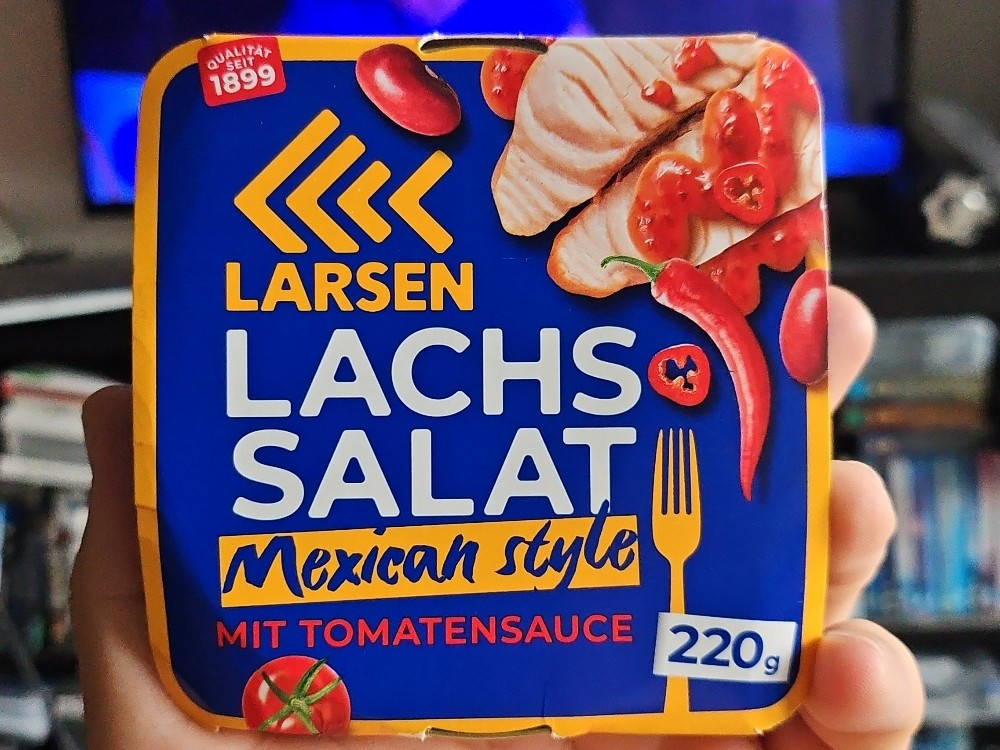 QUALITÄT
SEIT
1899
LARSEN
LACHS
SALAT
Mexican style
MIT TOMATENSAUCE
220g